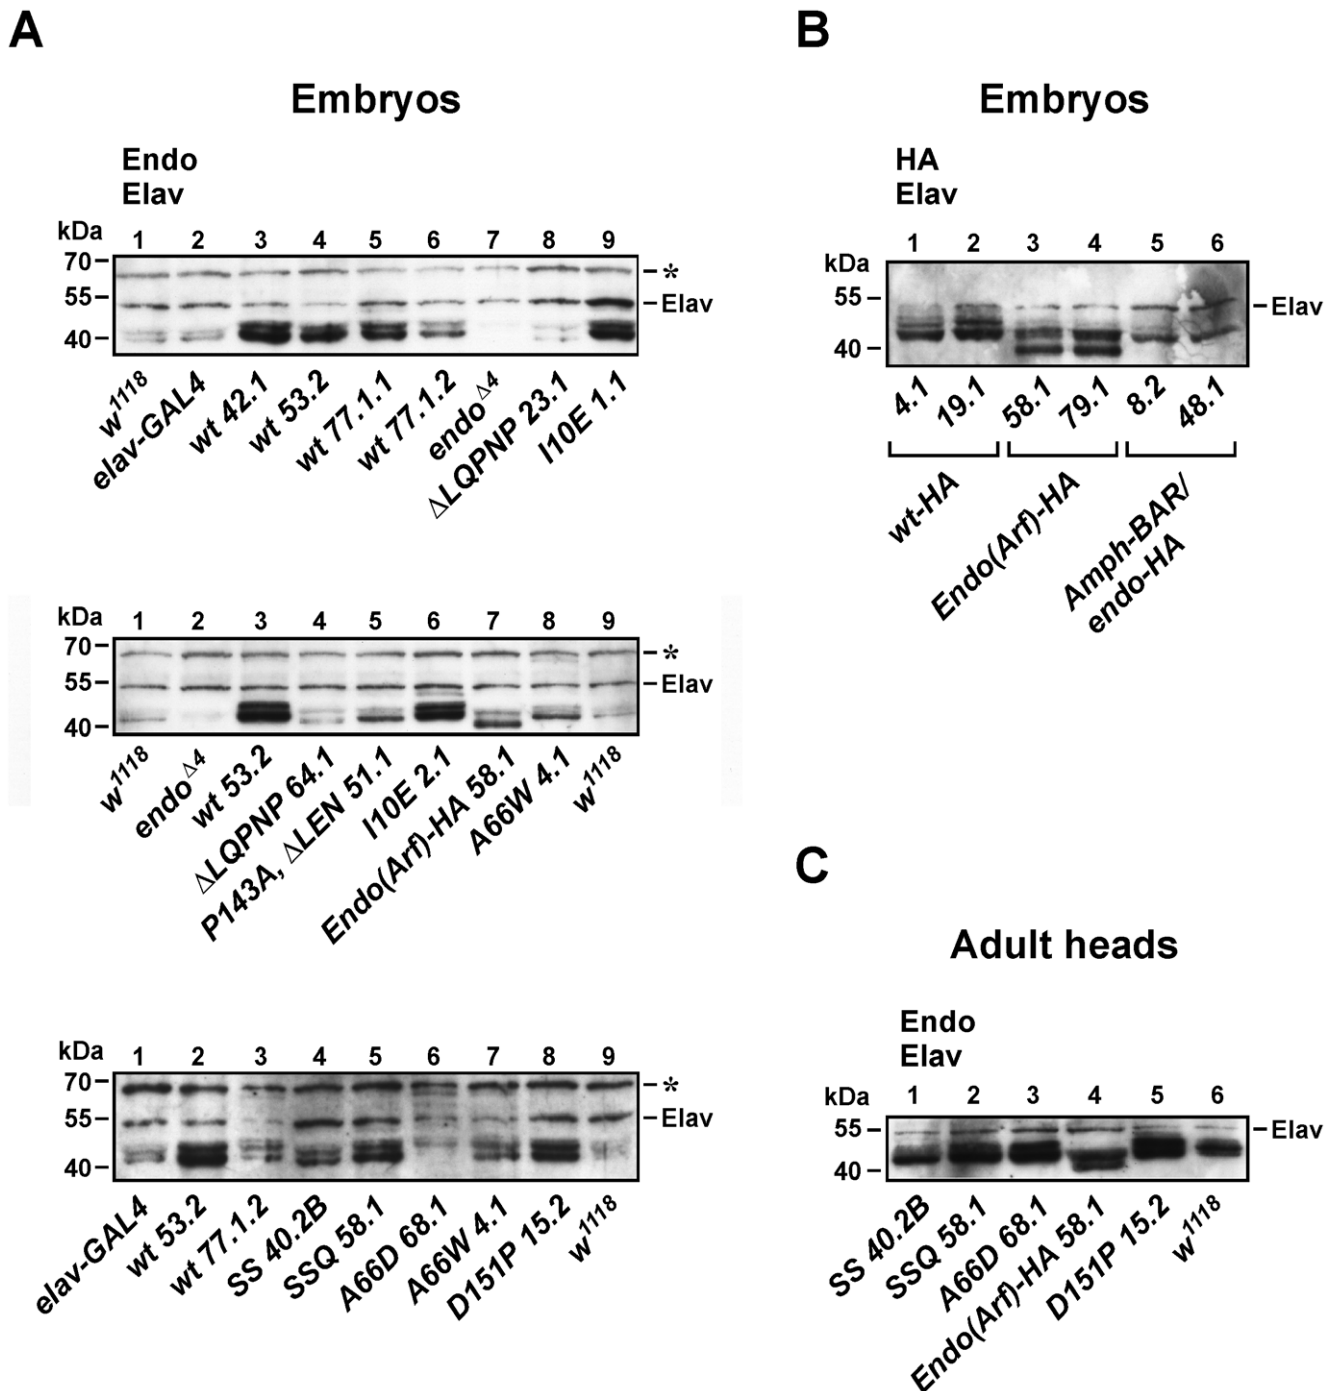 A
Embryos
Endo
Elav
kDa
1 2 3 4 5 6 7 8 9
70
55
40
*
Elav
w1118
elav-GAL4
wt 42.1
wt 53.2
wt 77.1.1
wt 77.1.2
endoΔ4
ΔLQPNP 23.1
I10E 1.1
kDa
1 2 3 4 5 6 7 8 9
70
55
40
*
Elav
w1118
endoΔ4
wt 53.2
ΔLQPNP 64.1
P143A, ΔLEN 51.1
I10E 2.1
Endo(Arf)-HA 58.1
A66W 4.1
w1118
kDa
1 2 3 4 5 6 7 8 9
70
55
40
*
Elav
elav-GAL4
wt 53.2
wt 77.1.2
SS 40.2B
SSQ 58.1
A66D 68.1
A66W 4.1
D151P 15.2
w1118
B
Embryos
HA
Elav
1 2 3 4 5 6
kDa
55
40
Elav
4.1
19.1
58.1
79.1
8.2
48.1
wt-HA
Endo(Arf)-HA
Amph-BAR/
endo-HA
C
Adult heads
Endo
Elav
kDa
1 2 3 4 5 6
55
40
Elav
SS 40.2B
SSQ 58.1
A66D 68.1
Endo(Arf)-HA 58.1
D151P 15.2
w1118